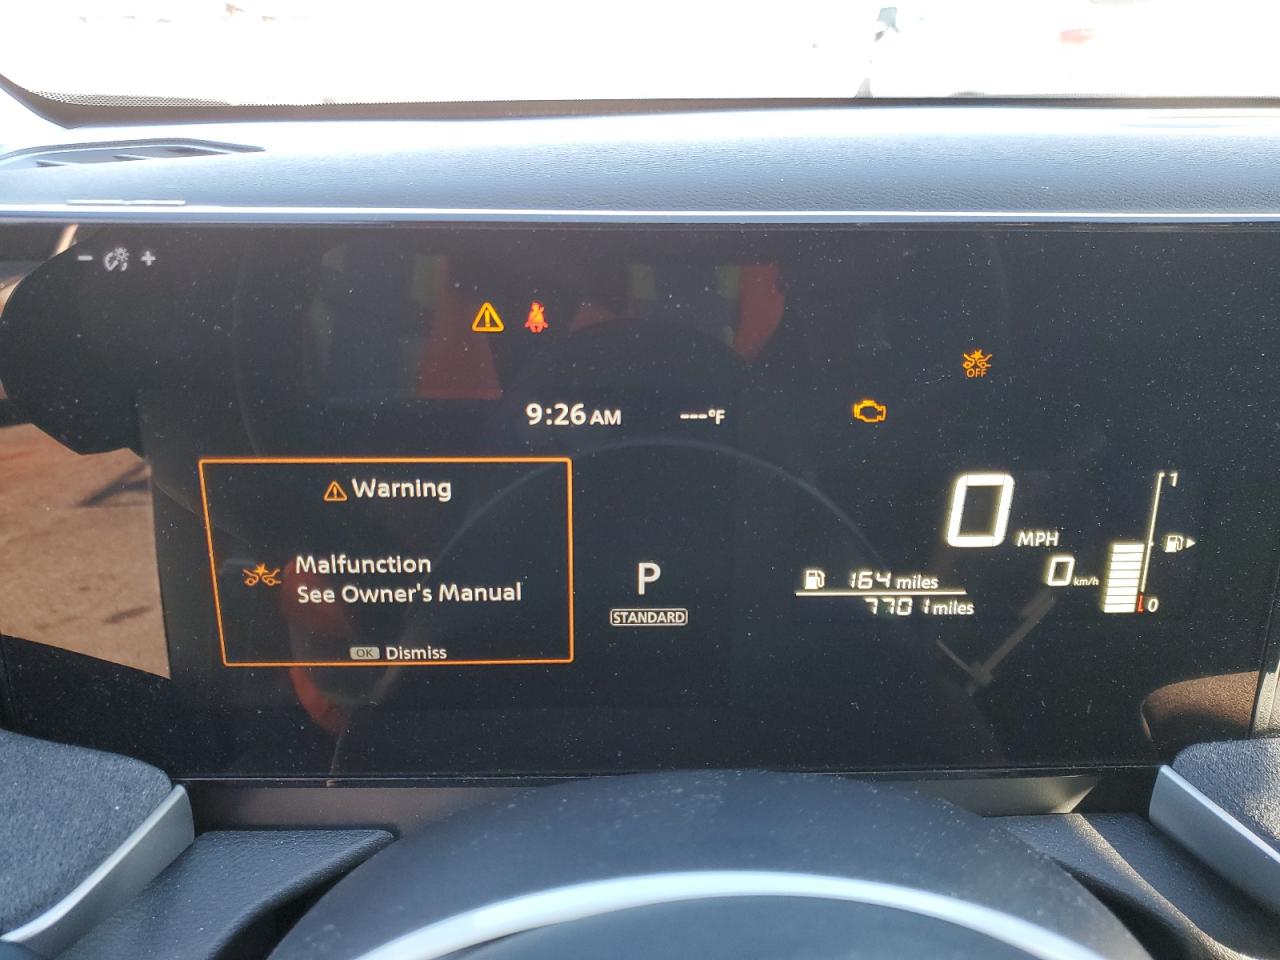 - +
OFF
9:26 AM
---°F
Warning
Malfunction
See Owner's Manual
OK Dismiss
P
STANDARD
0 MPH
0 km/h
164 miles
7701 miles
1
0